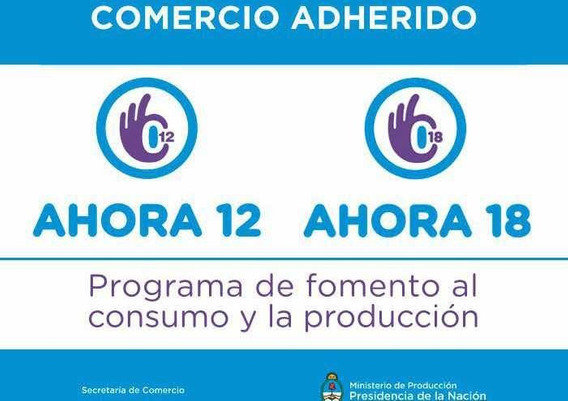 COMERCIO ADHERIDO
12
18
AHORA 12 AHORA 18
Programa de fomento al
consumo y la producción
Secretaría de Comercio
Ministerio de Producción
Presidencia de la Nación